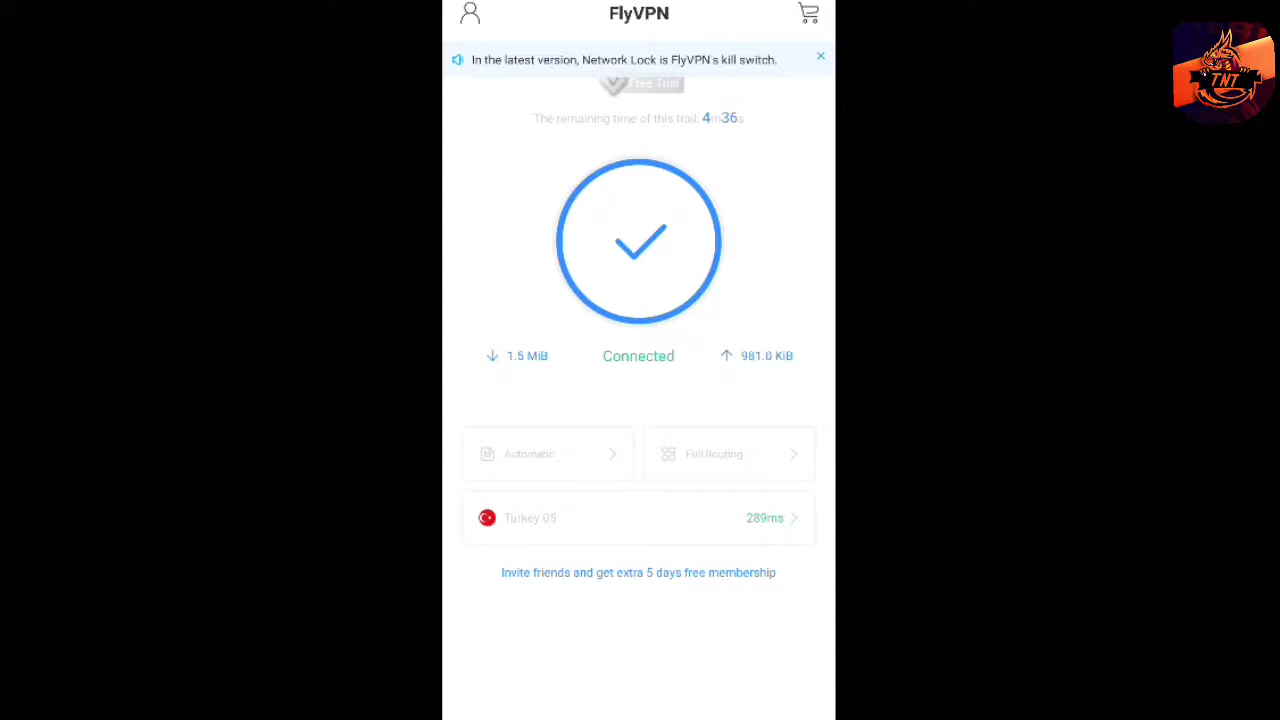 FlyVPN
In the latest version, Network Lock is FlyVPN's kill switch.
Free Trial
The remaining time of this trail: 4m36s
1.5 MiB
Connected
981.0 KiB
Automatic
Full Routing
Turkey 05
289ms
Invite friends and get extra 5 days free membership
TNT